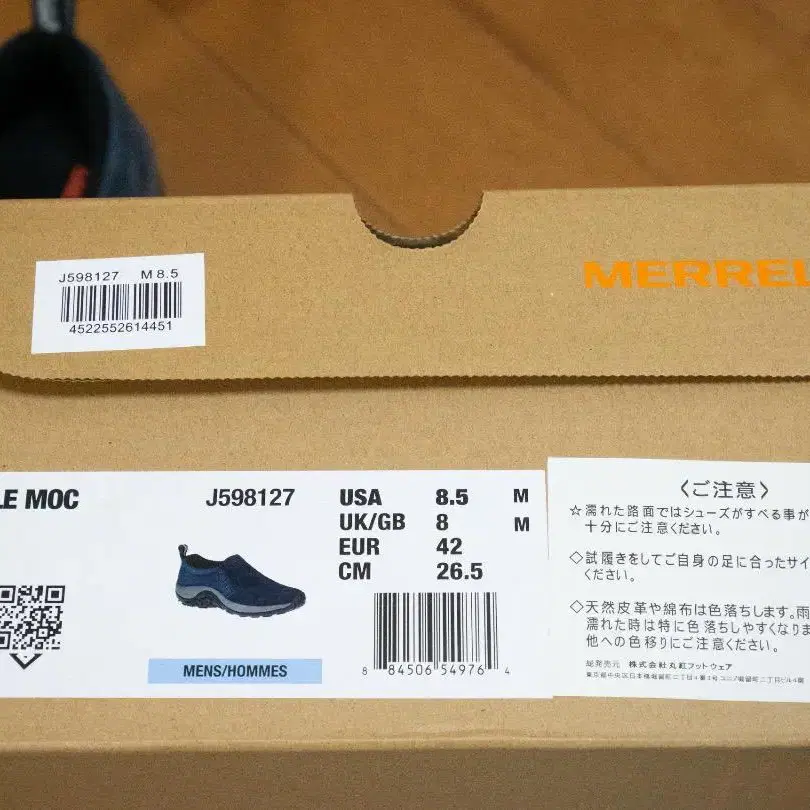 J598127 M 8.5
4522552614451
MERREL
LE MOC
J598127
USA 8.5 M
UK/GB 8 M
EUR 42
CM 26.5
MENS/HOMMES
8 84506 54976 4
〈ご注意〉
☆濡れた路面ではシューズがすべる事が
十分にご注意ください。
◇試履きをしてご自身の足に合ったサイ
ください。
◇天然皮革や綿布は色落ちします。雨
濡れた時は特に色落ちしやすくなりま
他への色移りにご注意ください。
総発売元 株式会社丸紅フットウェア